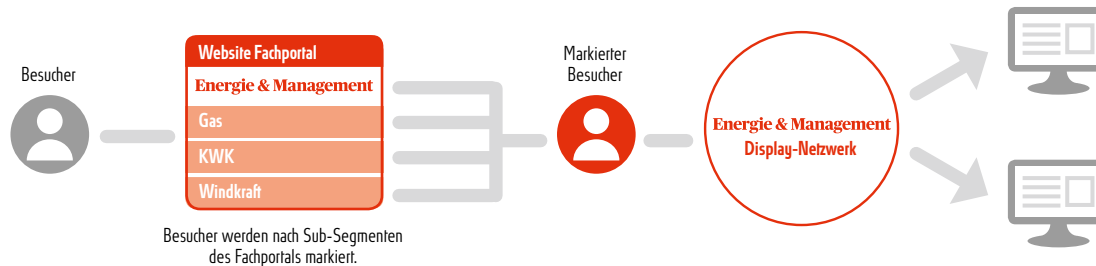 Besucher
Website Fachportal
Energie & Management
Gas
KWK
Windkraft
Besucher werden nach Sub-Segmenten
des Fachportals markiert.
Markierter
Besucher
Energie & Management
Display-Netzwerk